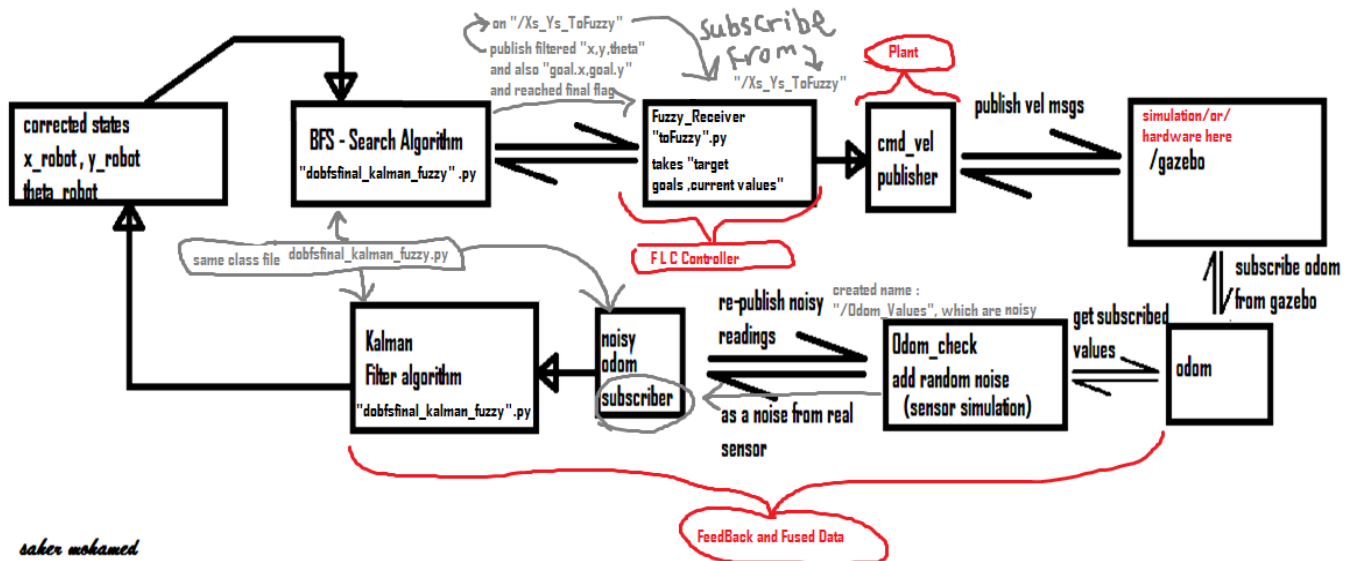 on "/Xs_Ys_ToFuzzy"
publish filtered "x,y,theta"
and also "goal.x,goal.y"
and reached final flag
subscribe
From
"/Xs_Ys_ToFuzzy"
Plant
corrected states
x_robot , y_robot
theta robot
BFS - Search Algorithm
"dobfsfinal_kalman_fuzzy" .py
Fuzzy_Receiver
"toFuzzy".py
takes "target
goals ,current values"
cmd_vel
publisher
publish vel msgs
simulation/or/
hardware here
/gazebo
same class file dobfsfinal_kalman_fuzzy.py
F L C Controller
subscribe odom
from gazebo
Kalman
Filter algorithm
"dobfsfinal_kalman_fuzzy".py
noisy
odom
subscriber
re-publish noisy
readings
as a noise from real
sensor
created name :
"/Odom_Values", which are noisy
Odom_check
add random noise
(sensor simulation)
get subscribed
values
odom
FeedBack and Fused Data
saker mohamed